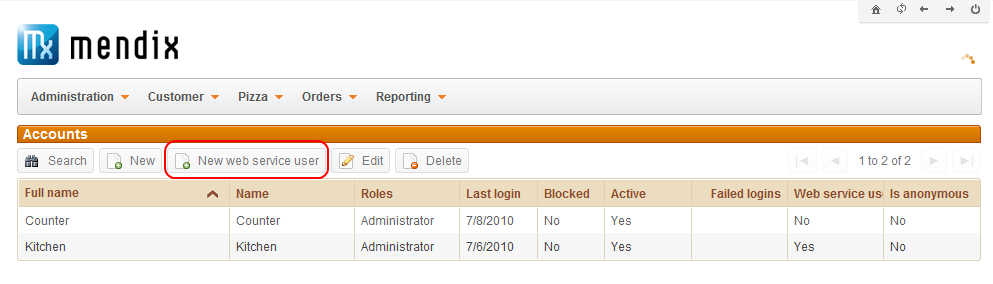 Mx mendix
Administration Customer Pizza Orders Reporting
Accounts
Search New New web service user Edit Delete 1 to 2 of 2
Full name Name Roles Last login Blocked Active Failed logins Web service us Is anonymous
Counter Counter Administrator 7/8/2010 No Yes No No
Kitchen Kitchen Administrator 7/6/2010 No Yes Yes No